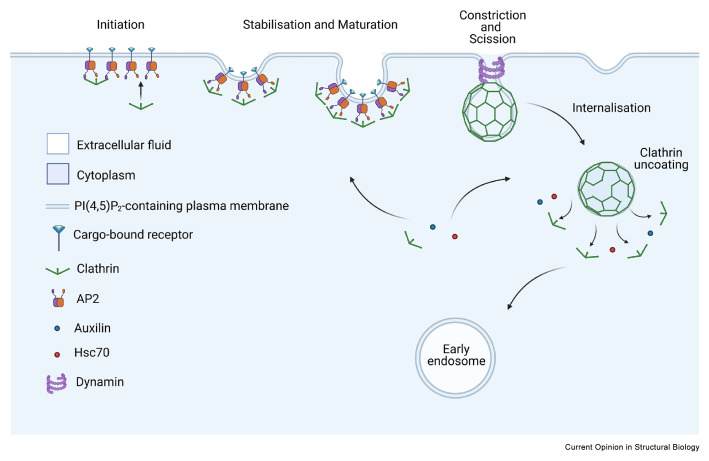 Initiation
Stabilisation and Maturation
Constriction
and
Scission
Internalisation
Clathrin
uncoating
Extracellular fluid
Cytoplasm
PI(4,5)P₂-containing plasma membrane
Cargo-bound receptor
Clathrin
AP2
Auxilin
Hsc70
Dynamin
Early
endosome
Current Opinion in Structural Biology